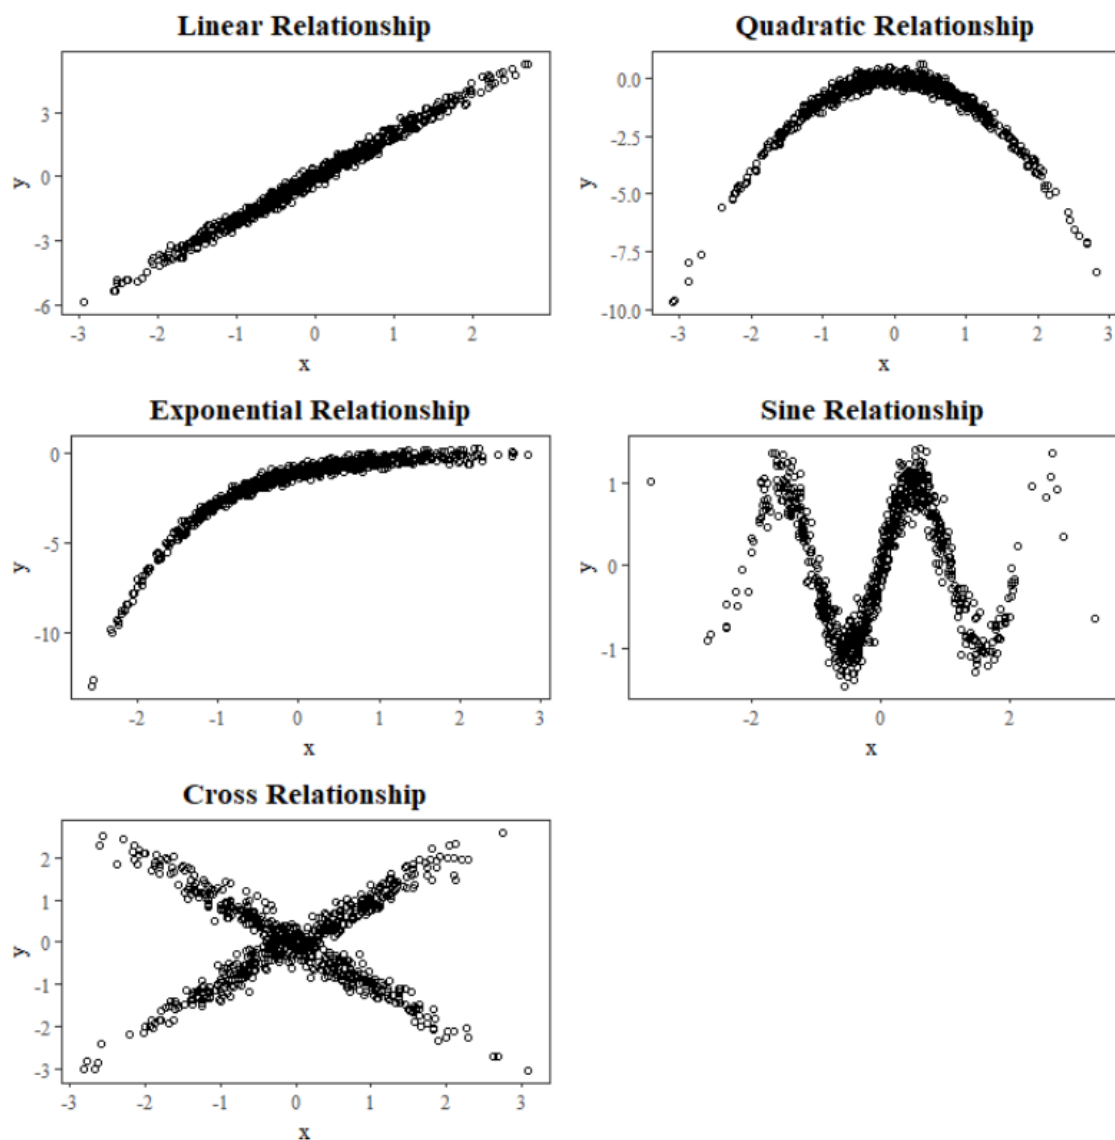 Linear Relationship
3
0
-3
-6
y
-3 -2 -1 0 1 2
x
Quadratic Relationship
0.0
-2.5
-5.0
-7.5
-10.0
y
-3 -2 -1 0 1 2 3
x
Exponential Relationship
0
-5
-10
y
-2 -1 0 1 2 3
x
Sine Relationship
1
0
-1
y
-2 0 2
x
Cross Relationship
2
1
0
-1
-2
-3
y
-3 -2 -1 0 1 2 3
x